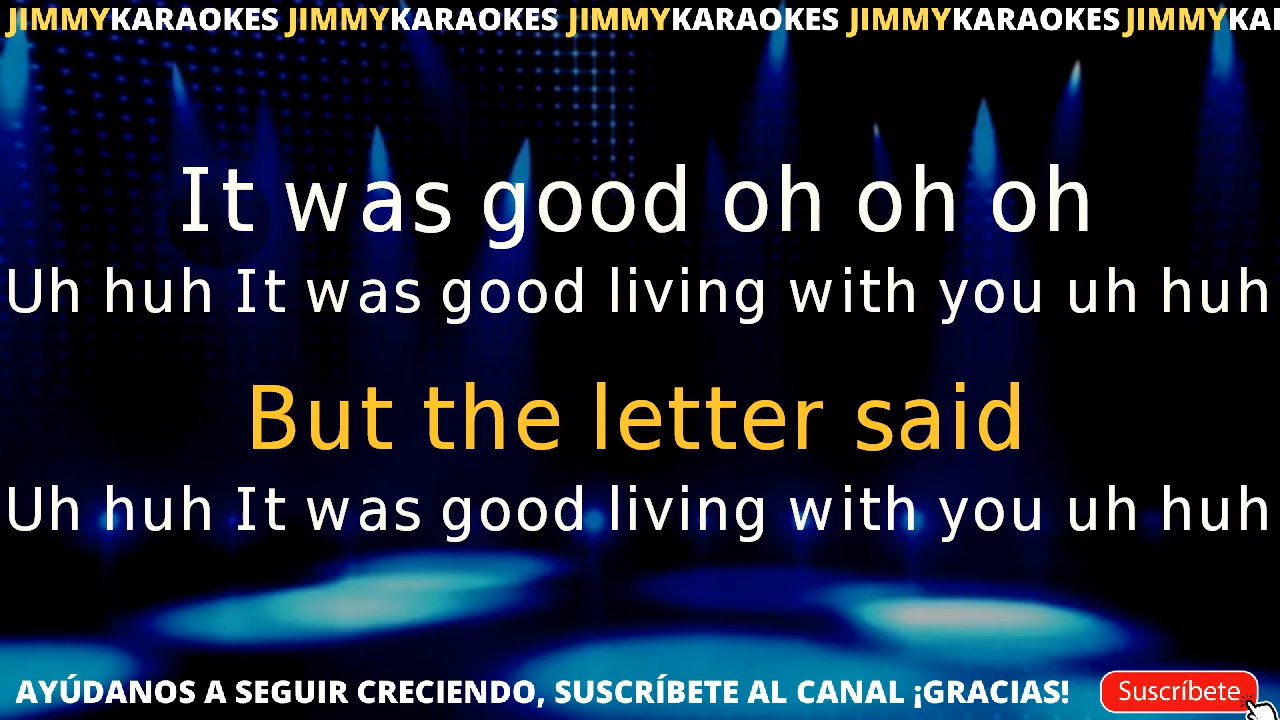 JIMMYKARAOKES JIMMYKARAOKES JIMMYKARAOKES JIMMYKARAOKES JIMMYKAI
It was good oh oh oh
Uh huh It was good living with you uh huh
But the letter said
Uh huh It was good living with you uh huh
AYÚDANOS A SEGUIR CRECIENDO, SUSCRÍBETE AL CANAL ¡GRACIAS! Suscríbete